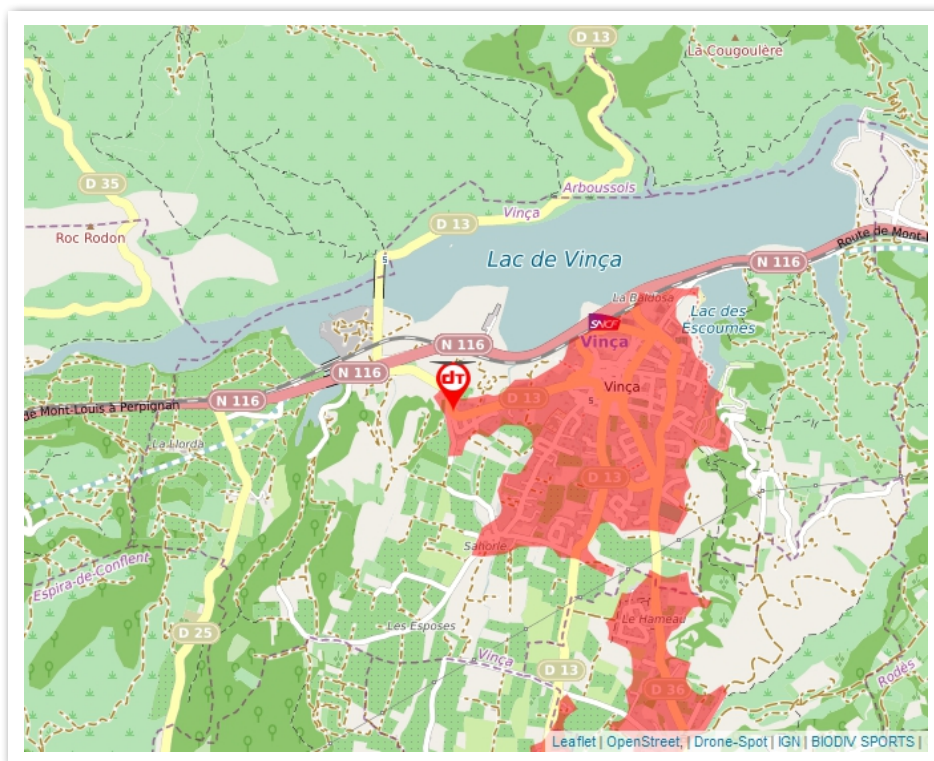 D 13
La Cougoulère
D 35
Arboussols
Vinça
D 13
Roc Rodon
Lac de Vinça
N 116
Route de Mont-L
La Baldosa
Lac des
Escoumes
SNCF
Vinça
N 116
N 116
dT
Vinça
N 116
D 13
de Mont-Louis à Perpignan
La Llorda
D 13
Sahorle
Espira-de-Conflent
Les Esposes
Le Hameau
D 25
Vinça
D 13
D 36
Rodès
Leaflet | OpenStreet, | Drone-Spot | IGN | BIODIV SPORTS |